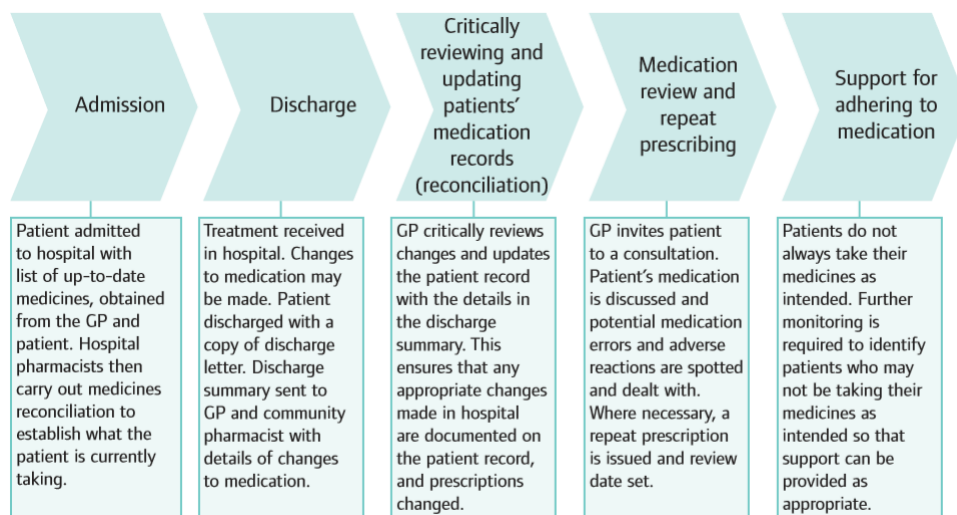 Admission
Discharge
Critically
reviewing and
updating
patients’
medication
records
(reconciliation)
Medication
review and
repeat
prescribing
Support for
adhering to
medication
Patient admitted
to hospital with
list of up-to-date
medicines, obtained
from the GP and
patient. Hospital
pharmacists then
carry out medicines
reconciliation to
establish what the
patient is currently
taking.
Treatment received
in hospital. Changes
to medication may
be made. Patient
discharged with a
copy of discharge
letter. Discharge
summary sent to
GP and community
pharmacist with
details of changes
to medication.
GP critically reviews
changes and updates
the patient record
with the details in
the discharge
summary. This
ensures that any
appropriate changes
made in hospital
are documented on
the patient record,
and prescriptions
changed.
GP invites patient
to a consultation.
Patient’s medication
is discussed and
potential medication
errors and adverse
reactions are spotted
and dealt with.
Where necessary, a
repeat prescription
is issued and review
date set.
Patients do not
always take their
medicines as
intended. Further
monitoring is
required to identify
patients who may
not be taking their
medicines as
intended so that
support can be
provided as
appropriate.